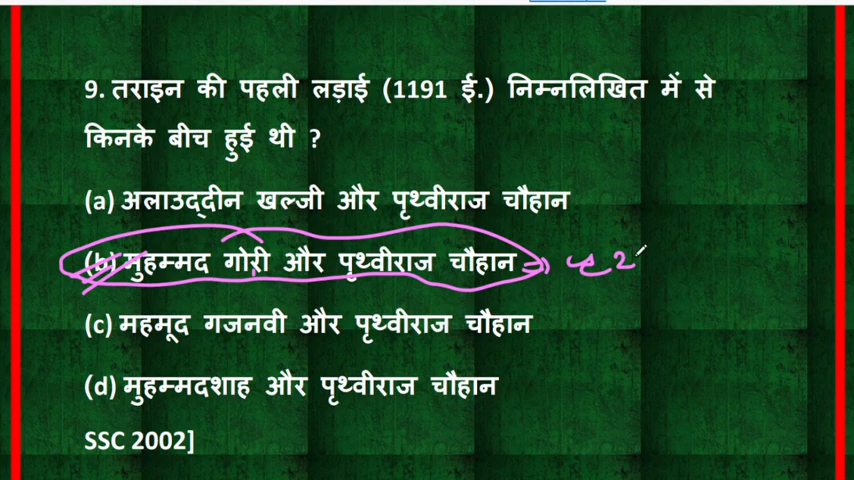 9. तराइन की पहली लड़ाई (1191 ई.) निम्नलिखित में से
किनके बीच हुई थी ?
(a) अलाउद्दीन खल्जी और पृथ्वीराज चौहान
(b) मुहम्मद गोरी और पृथ्वीराज चौहान
(c) महमूद गजनवी और पृथ्वीराज चौहान
(d) मुहम्मदशाह और पृथ्वीराज चौहान
SSC 2002]